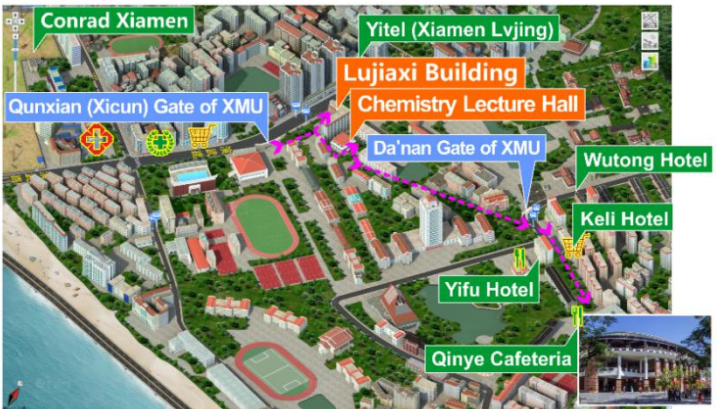 Conrad Xiamen
Yitel (Xiamen Lvjing)
Lujiaxi Building
Qunxian (Xicun) Gate of XMU
Chemistry Lecture Hall
Da'nan Gate of XMU
Wutong Hotel
Keli Hotel
Yifu Hotel
Qinye Cafeteria